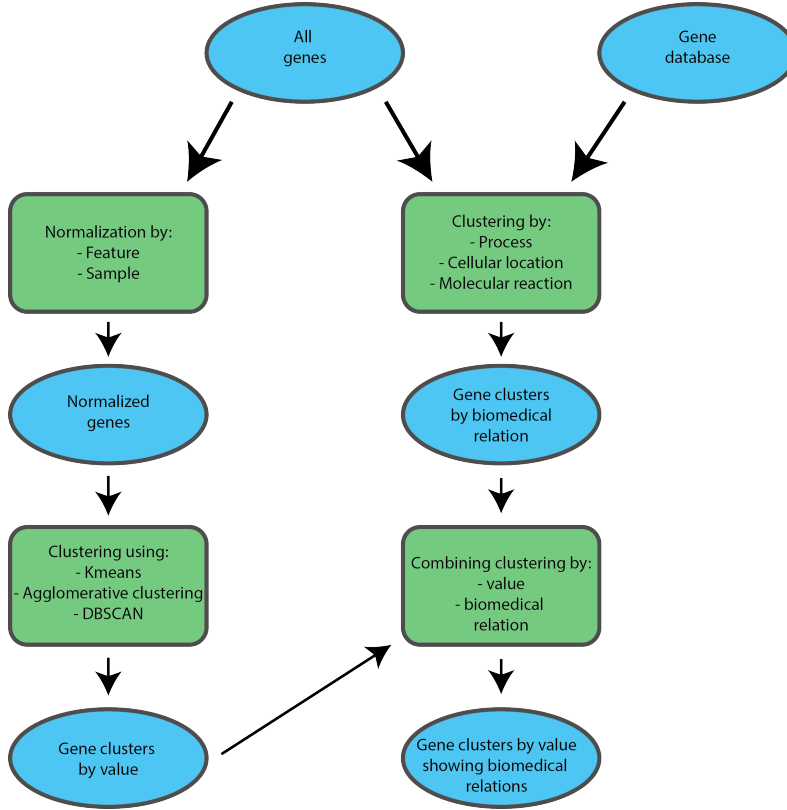 All
genes
Gene
database
Normalization by:
- Feature
- Sample
Clustering by:
- Process
- Cellular location
- Molecular reaction
Normalized
genes
Gene clusters
by biomedical
relation
Clustering using:
- Kmeans
- Agglomerative clustering
- DBSCAN
Combining clustering by:
- value
- biomedical
relation
Gene clusters
by value
Gene clusters by value
showing biomedical
relations